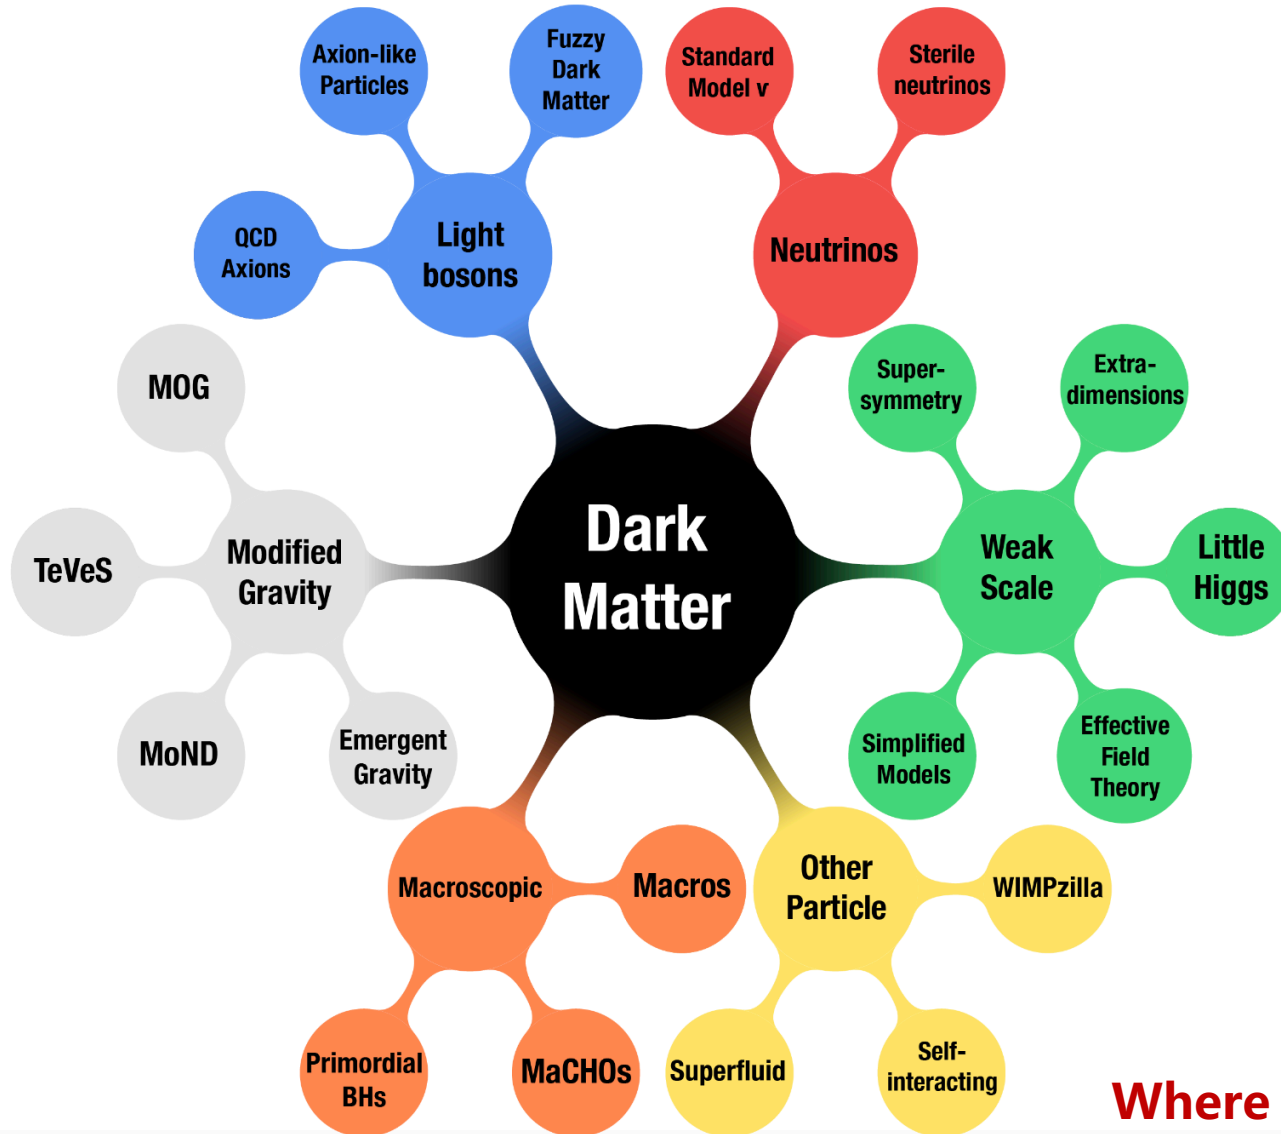 Axion-like
Particles
Fuzzy
Dark
Matter
Standard
Model ν
Sterile
neutrinos
QCD
Axions
Light
bosons
Neutrinos
MOG
Super-
symmetry
Extra-
dimensions
TeVeS
Modified
Gravity
Dark
Matter
Weak
Scale
Little
Higgs
MoND
Emergent
Gravity
Simplified
Models
Effective
Field
Theory
Macroscopic
Macros
Other
Particle
WIMPzilla
Primordial
BHs
MaCHOs
Superfluid
Self-
interacting
Where